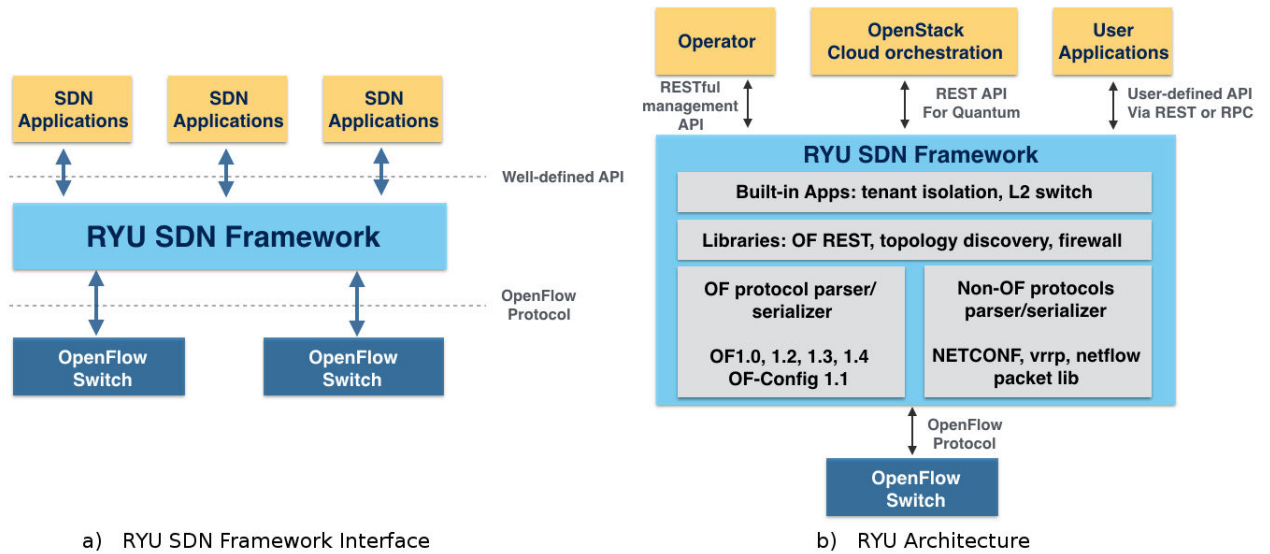 SDN
Applications
SDN
Applications
SDN
Applications
Well-defined API
RYU SDN Framework
OpenFlow
Protocol
OpenFlow
Switch
OpenFlow
Switch
a) RYU SDN Framework Interface
Operator
OpenStack
Cloud orchestration
User
Applications
RESTful
management
API
REST API
For Quantum
User-defined API
Via REST or RPC
RYU SDN Framework
Built-in Apps: tenant isolation, L2 switch
Libraries: OF REST, topology discovery, firewall
OF protocol parser/
serializer
OF1.0, 1.2, 1.3, 1.4
OF-Config 1.1
Non-OF protocols
parser/serializer
NETCONF, vrrp, netflow
packet lib
OpenFlow
Protocol
OpenFlow
Switch
b) RYU Architecture